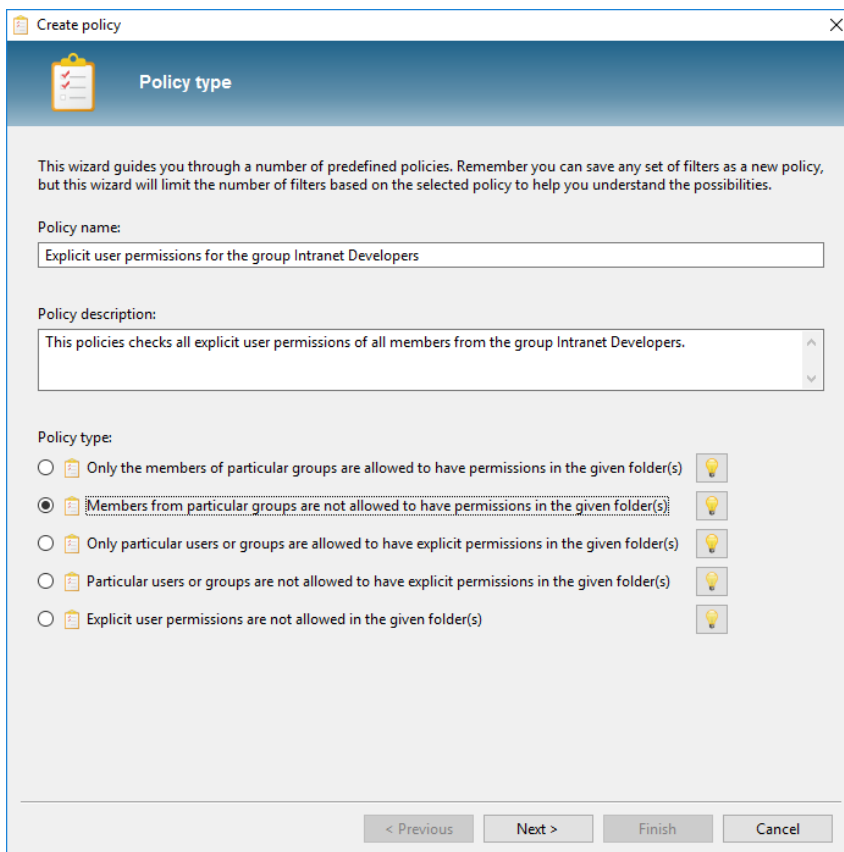 Create policy
Policy type
This wizard guides you through a number of predefined policies. Remember you can save any set of filters as a new policy,
but this wizard will limit the number of filters based on the selected policy to help you understand the possibilities.
Policy name:
Explicit user permissions for the group Intranet Developers
Policy description:
This policies checks all explicit user permissions of all members from the group Intranet Developers.
Policy type:
Only the members of particular groups are allowed to have permissions in the given folder(s)
Members from particular groups are not allowed to have permissions in the given folder(s)
Only particular users or groups are allowed to have explicit permissions in the given folder(s)
Particular users or groups are not allowed to have explicit permissions in the given folder(s)
Explicit user permissions are not allowed in the given folder(s)
< Previous
Next >
Finish
Cancel